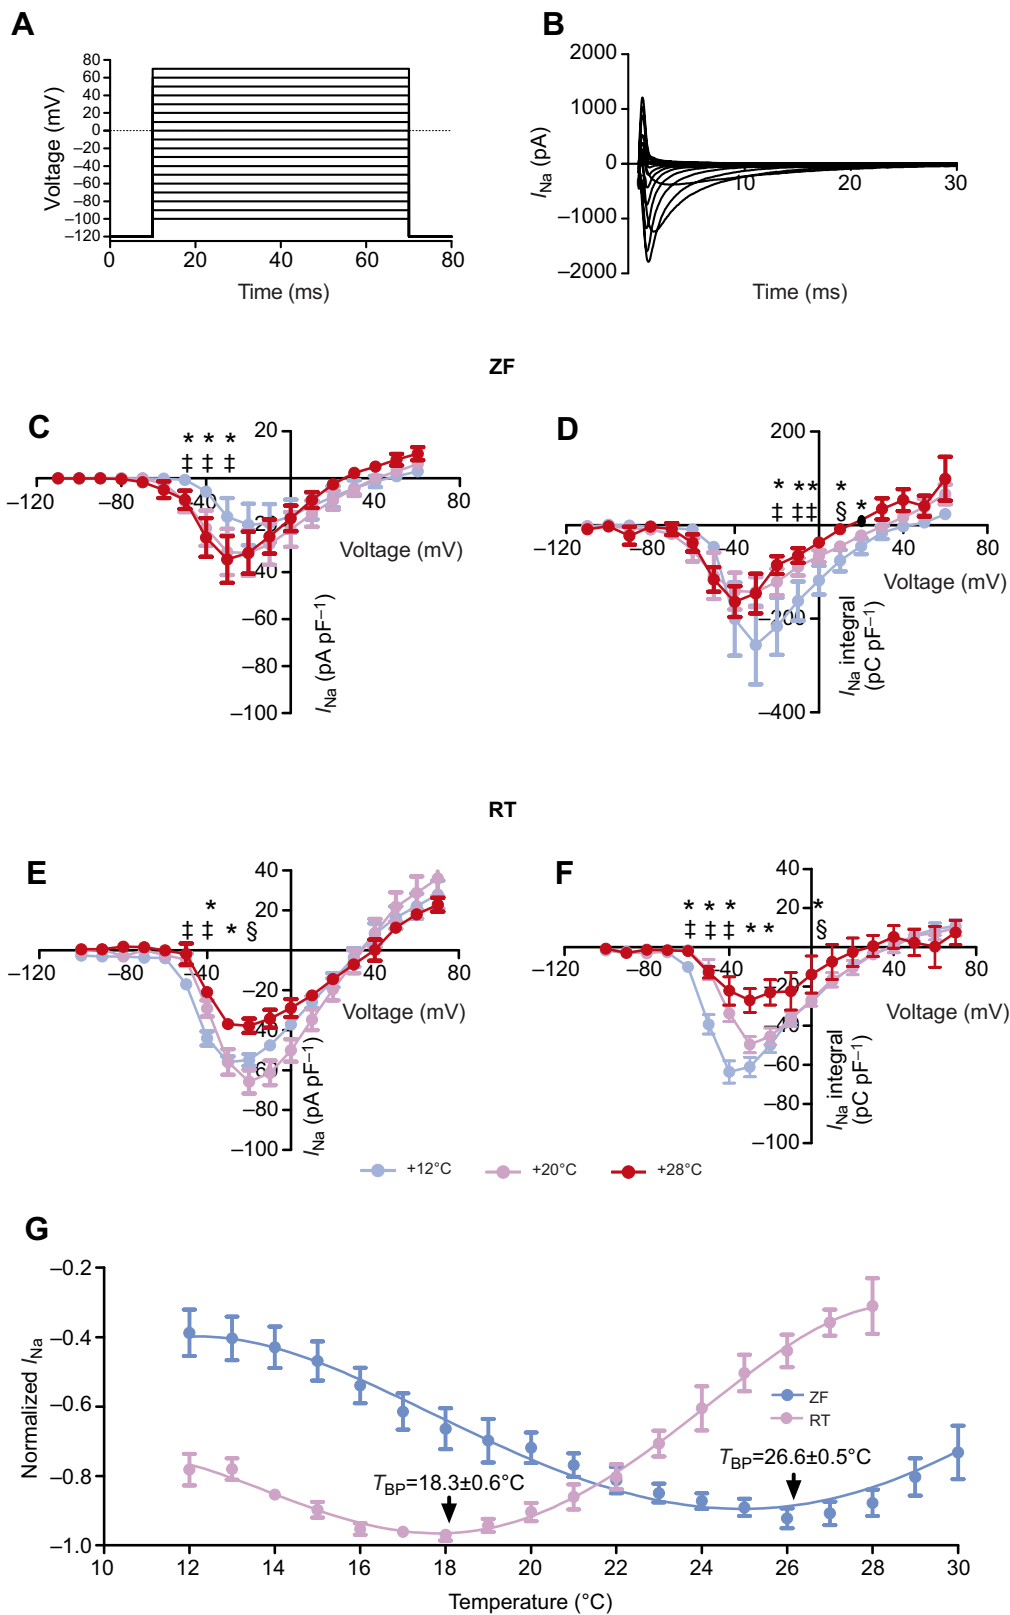 A
Voltage (mV)
80
60
40
20
0
–20
–40
–60
–80
–100
–120
0 20 40 60 80
Time (ms)
B
INa (pA)
2000
1000
0
–1000
–2000
10 20 30
Time (ms)
ZF
C
* * *
‡ ‡ ‡
20
–120 –80 –40 80
–20
–40
–60
–80
–100
Voltage (mV)
INa (pA pF–1)
D
* ** * *
‡ ‡‡ §
200
–120 –80 –40 40 80
–200
–400
Voltage (mV)
INa integral
(pC pF–1)
RT
E
*
‡ ‡ * §
40
20
–120 –80 –40 40 80
–20
–40
–60
–80
–100
Voltage (mV)
INa (pA pF–1)
F
* * * *
‡ ‡ ‡ * * §
40
20
–120 –80 –40 40 80
–20
–40
–60
–80
–100
Voltage (mV)
INa integral
(pC pF–1)
+12°C +20°C +28°C
G
Normalized INa
–0.2
–0.4
–0.6
–0.8
–1.0
ZF
RT
TBP=18.3±0.6°C
TBP=26.6±0.5°C
10 12 14 16 18 20 22 24 26 28 30
Temperature (°C)